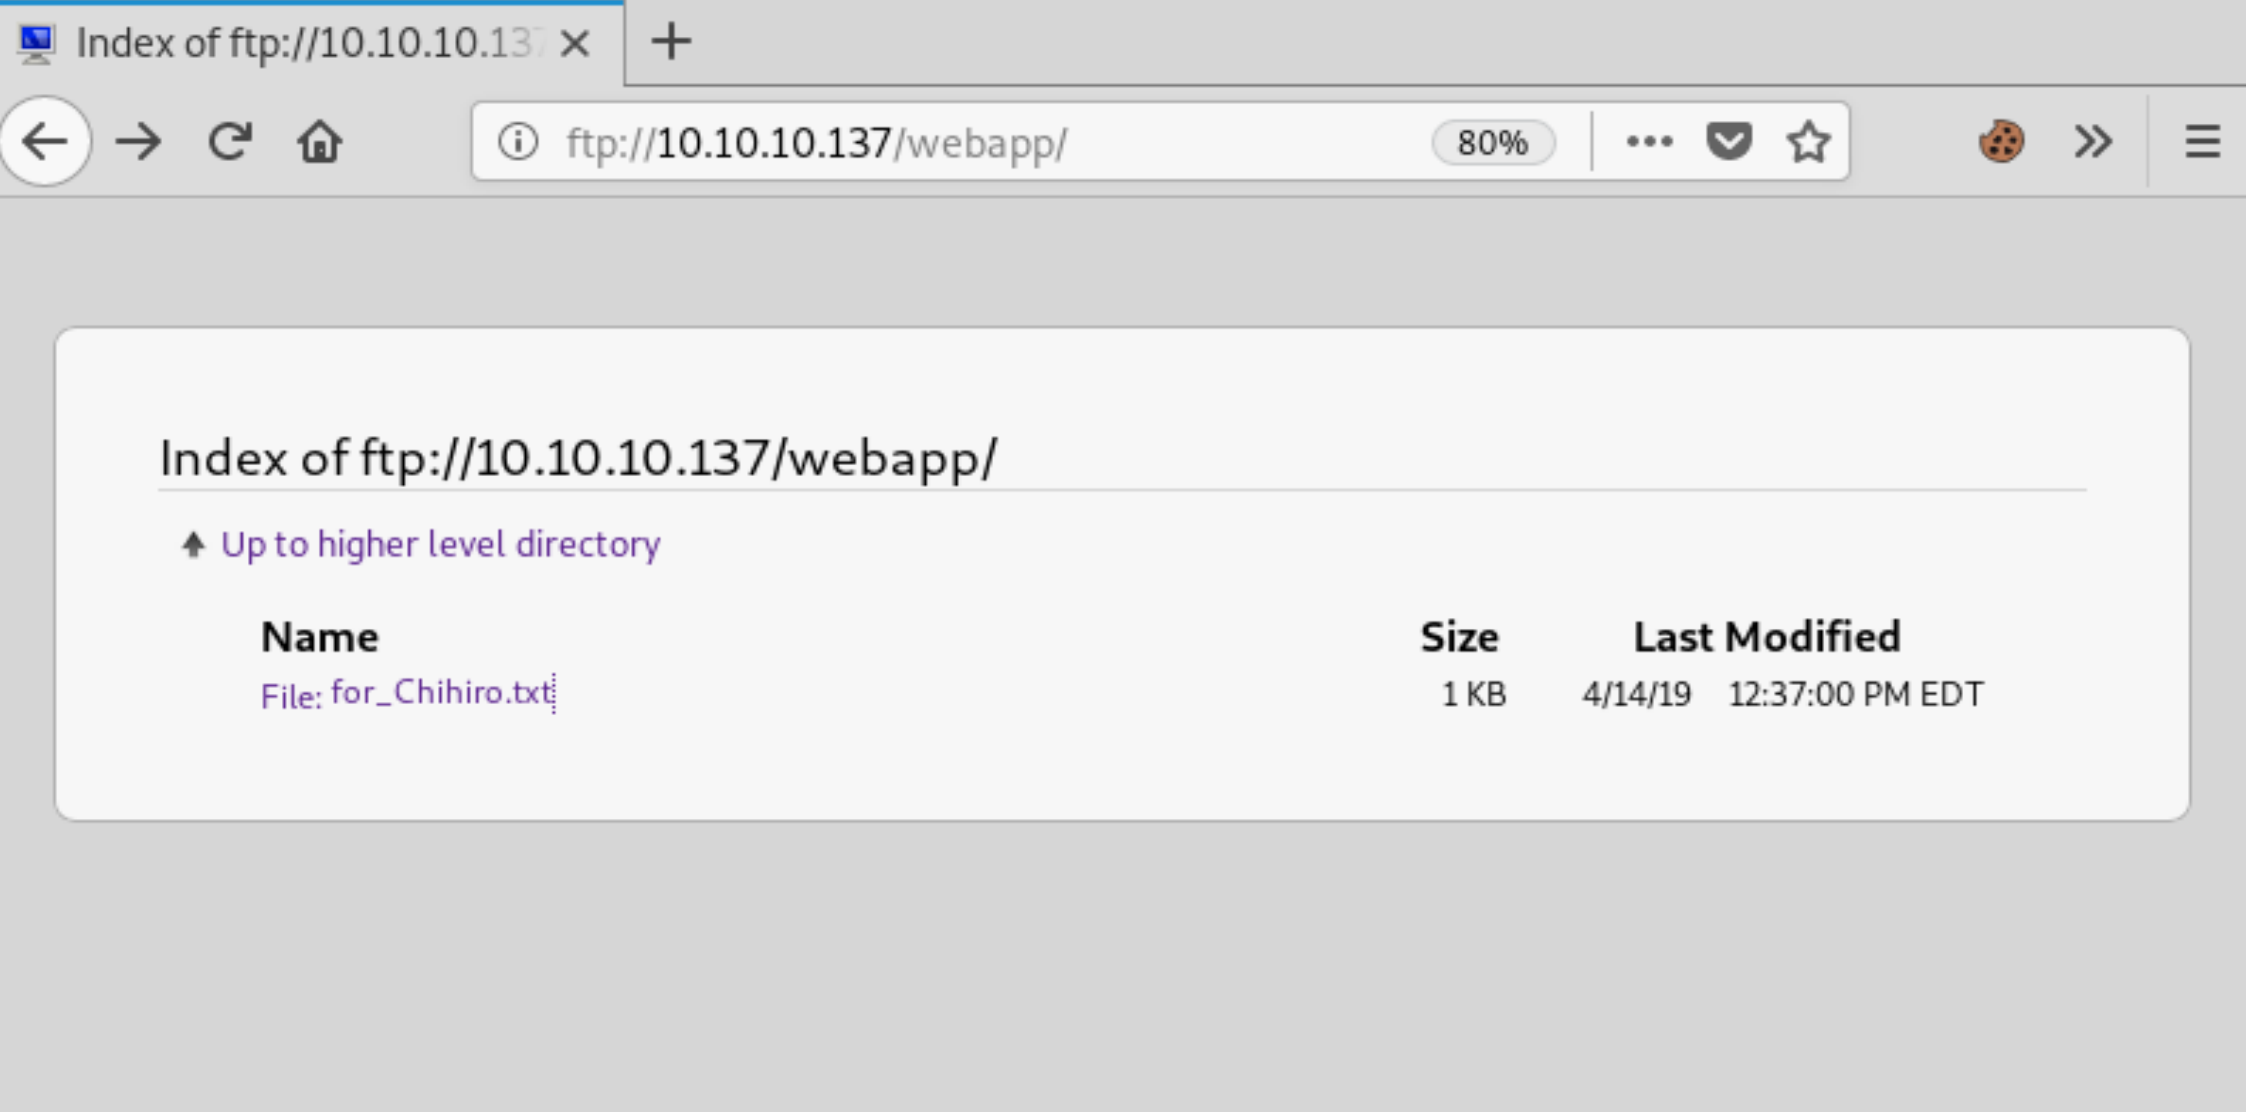 Index of ftp://10.10.10.137
ftp://10.10.10.137/webapp/ 80%
Index of ftp://10.10.10.137/webapp/
Up to higher level directory
Name Size Last Modified
File: for_Chihiro.txt 1 KB 4/14/19 12:37:00 PM EDT